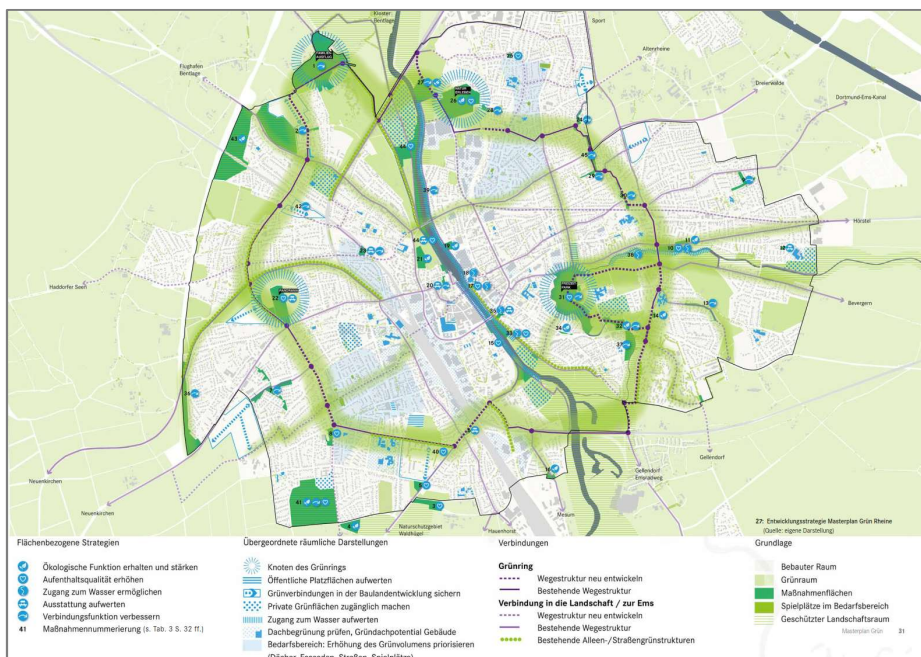 Kloster
Bentlage
Sport
Flughafen
Bentlage
Altenrheine
Dreierwalde
Dortmund-Ems-Kanal
Hörstel
Haddorfer Seen
Bevergern
Neuenkirchen
Neuenkirchen
Naturschutzgebiet
Waldhügel
Hauenhorst
Mesum
Gellendorf
Emsradweg
Gellendorf
27: Entwicklungsstrategie Masterplan Grün Rheine
(Quelle: eigene Darstellung)
Flächenbezogene Strategien
Ökologische Funktion erhalten und stärken
Aufenthaltsqualität erhöhen
Zugang zum Wasser ermöglichen
Ausstattung aufwerten
Verbindungsfunktion verbessern
41 Maßnahmennummerierung (s. Tab. 3 S. 32 ff.)
Übergeordnete räumliche Darstellungen
Knoten des Grünrings
Öffentliche Platzflächen aufwerten
Grünverbindungen in der Baulandentwicklung sichern
Private Grünflächen zugänglich machen
Zugang zum Wasser aufwerten
Dachbegrünung prüfen, Gründachpotential Gebäude
Bedarfsbereich: Erhöhung des Grünvolumens priorisieren
(Dächer, Fassaden, Straßen, Spielplätze)
Verbindungen
Grünring
Wegestruktur neu entwickeln
Bestehende Wegestruktur
Verbindung in die Landschaft / zur Ems
Wegestruktur neu entwickeln
Bestehende Wegestruktur
Bestehende Alleen-/Straßengrünstrukturen
Grundlage
Bebauter Raum
Grünraum
Maßnahmenflächen
Spielplätze im Bedarfsbereich
Geschützter Landschaftsraum
Masterplan Grün 31